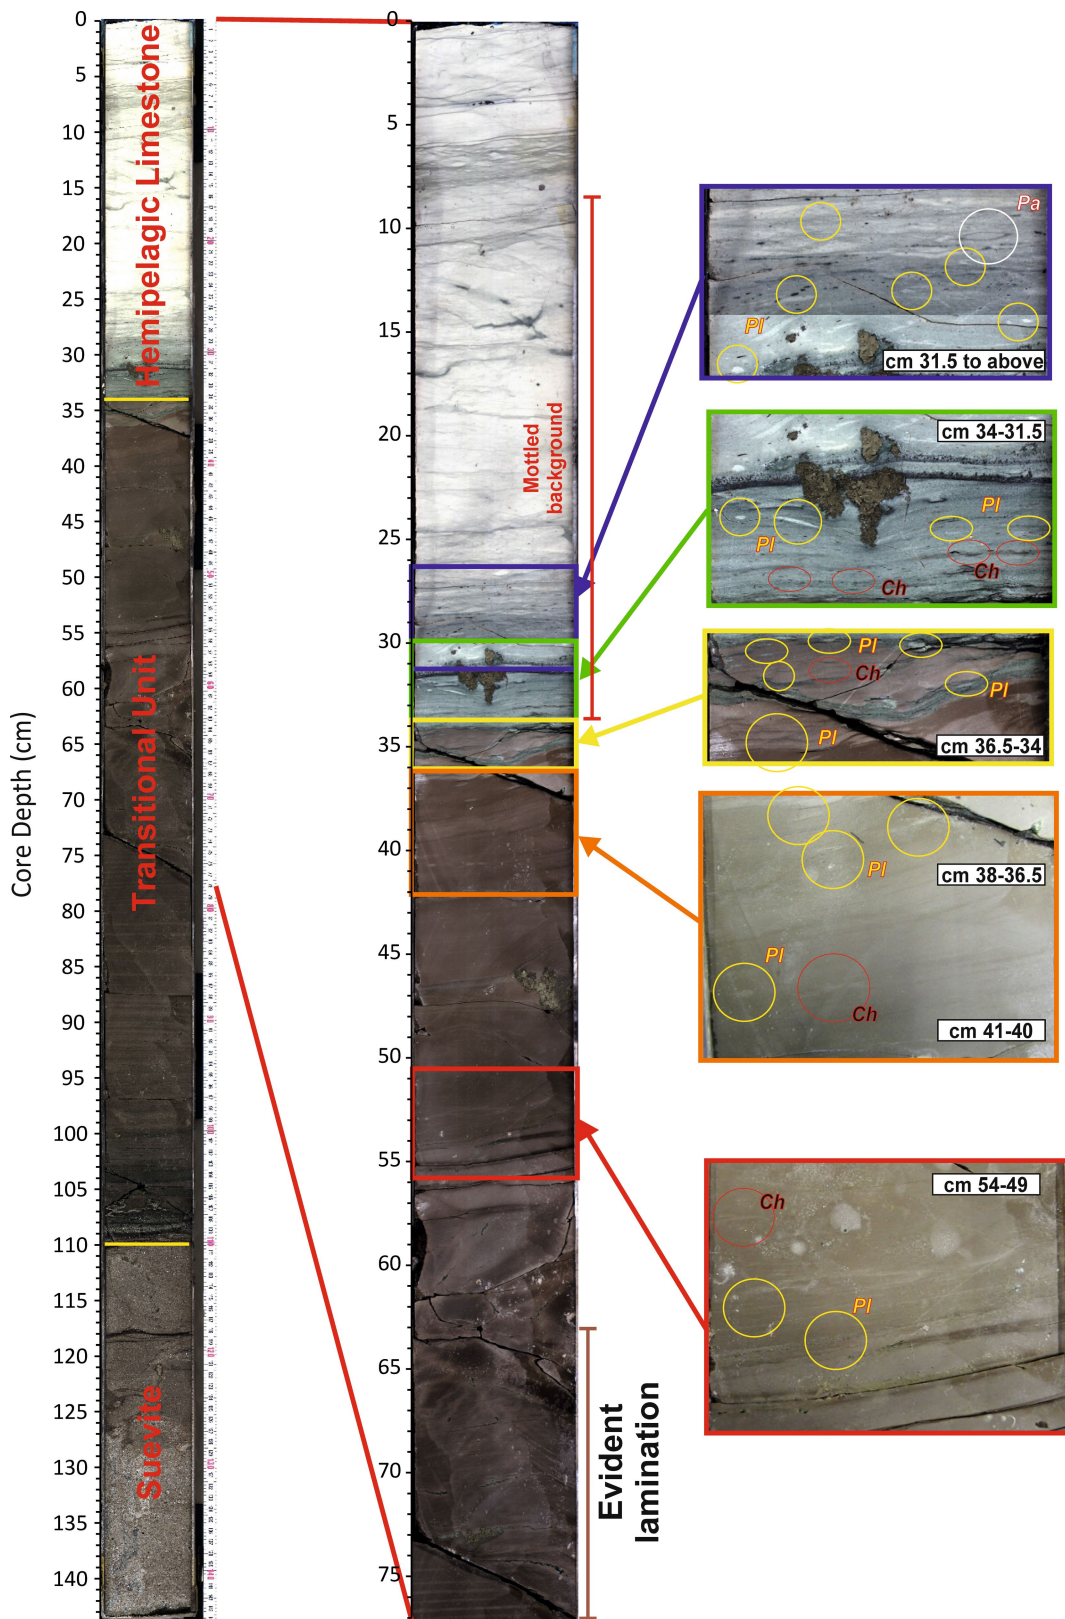 Core Depth (cm)
0
5
10
15
20
25
30
35
40
45
50
55
60
65
70
75
80
85
90
95
100
105
110
115
120
125
130
135
140
Hemipelagic Limestone
Transitional Unit
Suevite
0
5
10
15
20
25
30
35
40
45
50
55
60
65
70
75
Mottled
background
Evident
lamination
Pa
Pl
cm 31.5 to above
cm 34-31.5
Pl
Pl
Ch
Ch
Pl
Ch
Pl
Pl
cm 36.5-34
cm 38-36.5
Pl
Pl
Ch
cm 41-40
cm 54-49
Ch
Pl